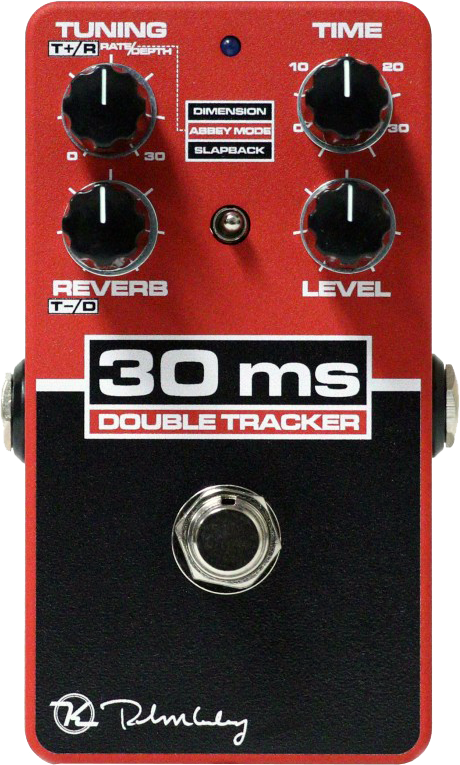 TUNING
TIME
T+/R RATE/DEPTH
10 20
DIMENSION
0 ABBEY MODE 0 30
SLAPBACK
0 30
REVERB
LEVEL
T-/D
30 ms
DOUBLE TRACKER
K